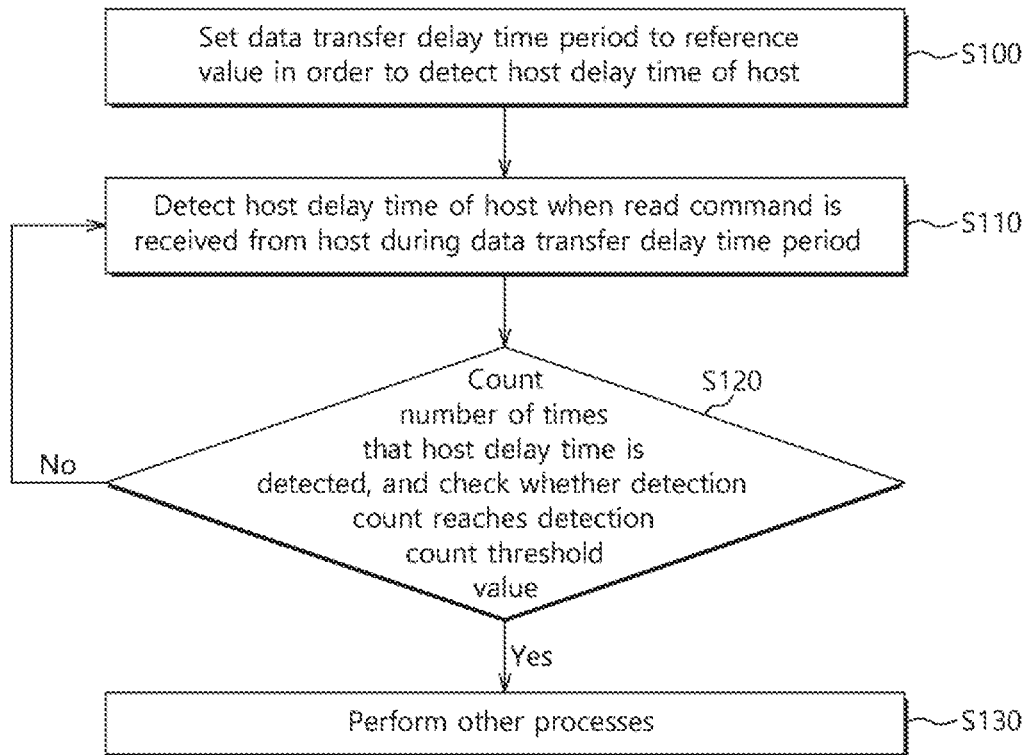 Set data transfer delay time period to reference
value in order to detect host delay time of host
S100
Detect host delay time of host when read command is
received from host during data transfer delay time period
S110
Count
number of times
that host delay time is
detected, and check whether detection
count reaches detection
count threshold
value
S120
No
Yes
Perform other processes
S130